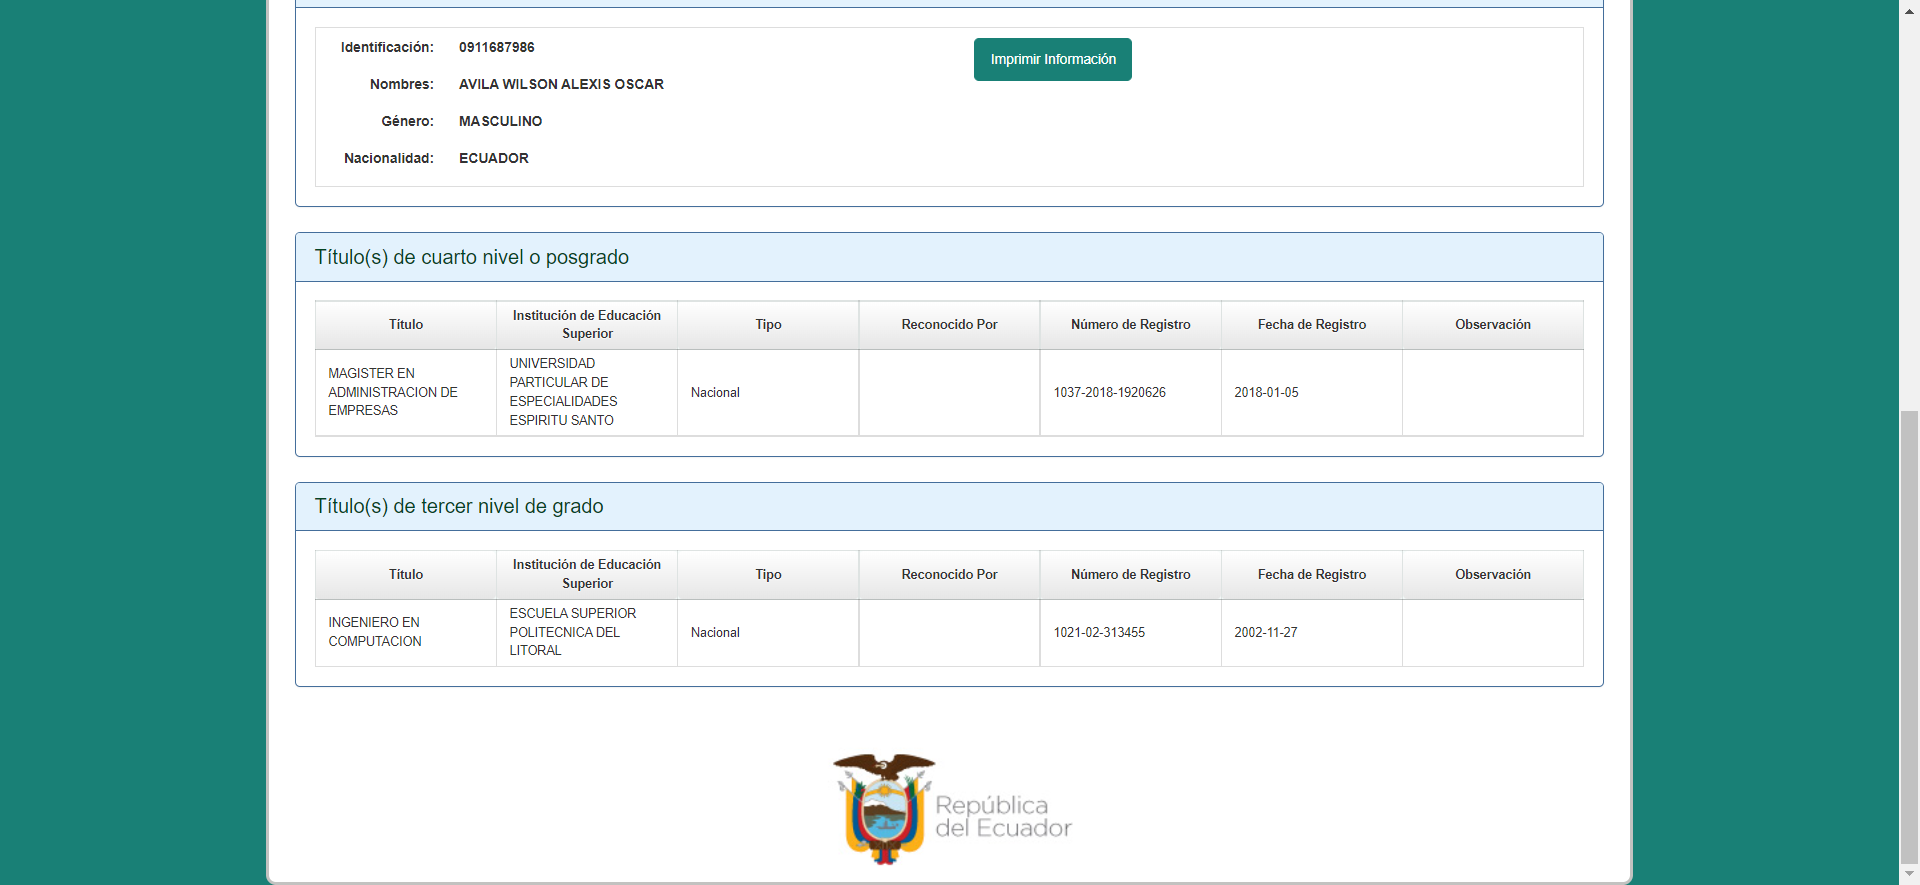 Identificación: 0911687986
Imprimir Información
Nombres: AVILA WILSON ALEXIS OSCAR
Género: MASCULINO
Nacionalidad: ECUADOR
Título(s) de cuarto nivel o posgrado
Título
Institución de Educación
Superior
Tipo
Reconocido Por
Número de Registro
Fecha de Registro
Observación
MAGISTER EN
ADMINISTRACION DE
EMPRESAS
UNIVERSIDAD
PARTICULAR DE
ESPECIALIDADES
ESPIRITU SANTO
Nacional
1037-2018-1920626
2018-01-05
Título(s) de tercer nivel de grado
Título
Institución de Educación
Superior
Tipo
Reconocido Por
Número de Registro
Fecha de Registro
Observación
INGENIERO EN
COMPUTACION
ESCUELA SUPERIOR
POLITECNICA DEL
LITORAL
Nacional
1021-02-313455
2002-11-27
República
del Ecuador